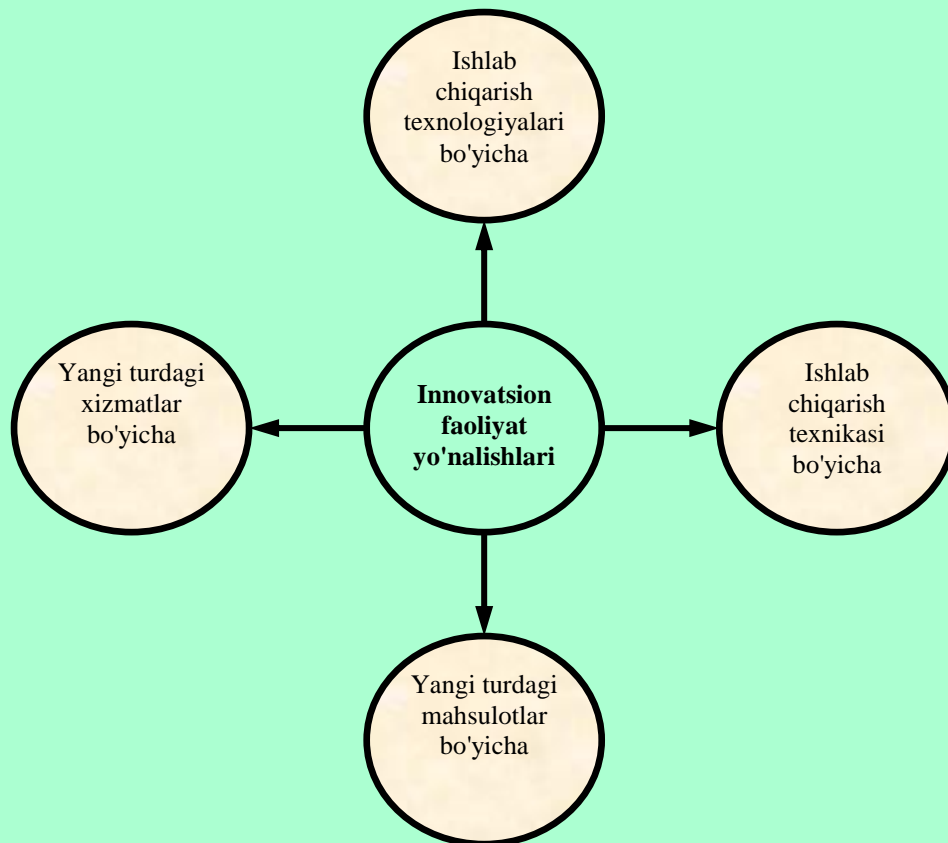 Ishlab
chiqarish
texnologiyalari
bo'yicha
Yangi turdagi
xizmatlar
bo'yicha
Innovatsion
faoliyat
yo'nalishlari
Ishlab
chiqarish
texnikasi
bo'yicha
Yangi turdagi
mahsulotlar
bo'yicha